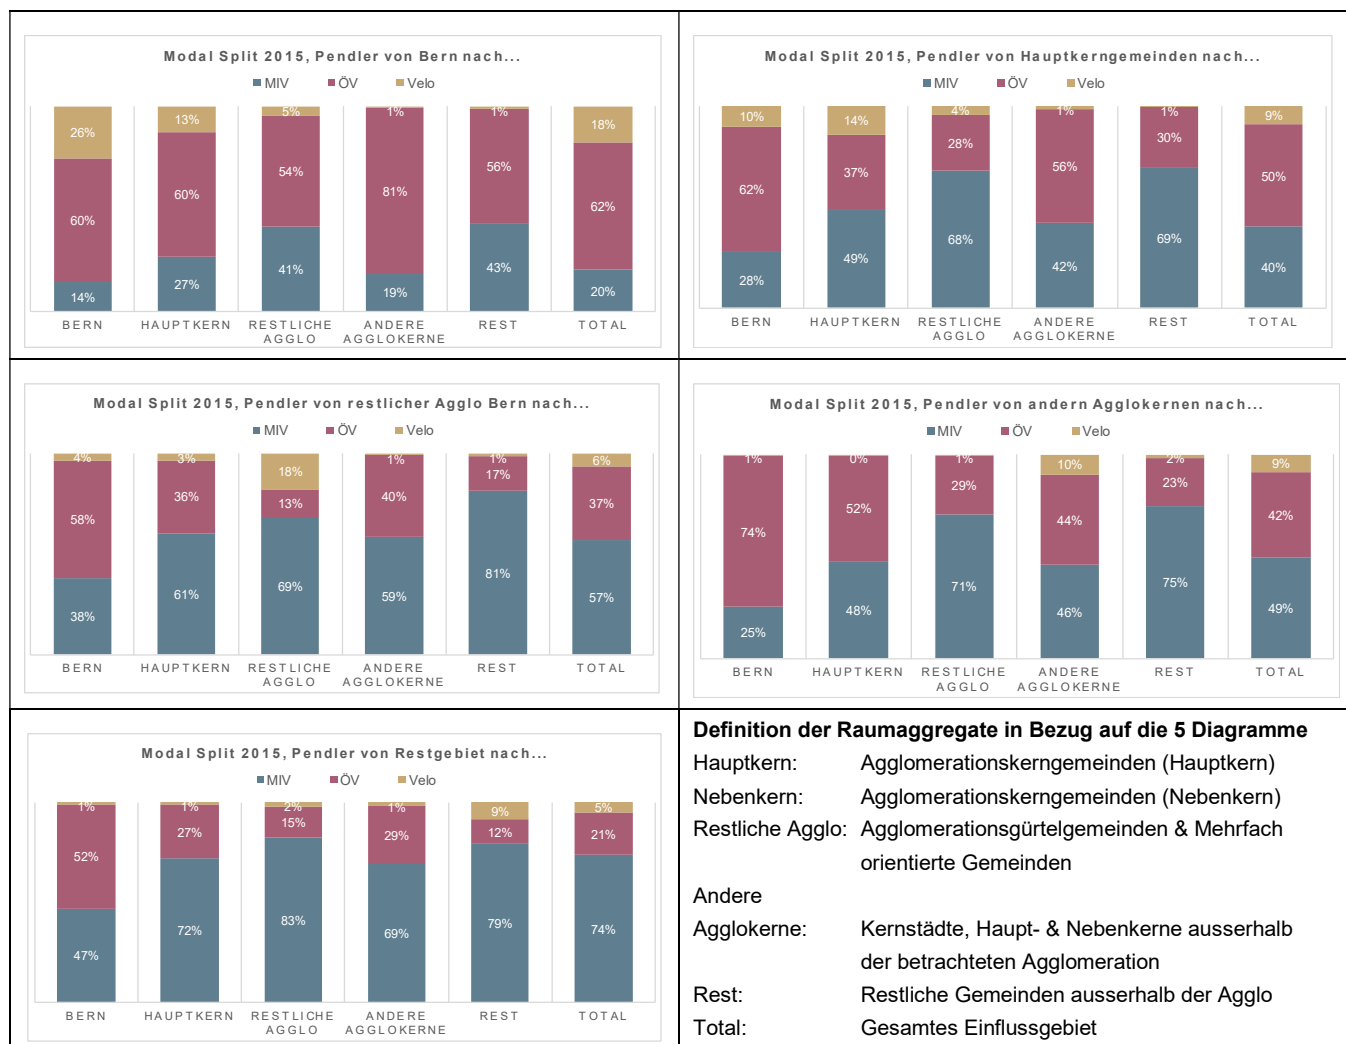 Modal Split 2015, Pendler von Bern nach...
MIV ÖV Velo
26% 13% 5% 1% 1% 18%
60% 60% 54% 81% 56% 62%
14% 27% 41% 19% 43% 20%
BERN HAUPTKERN RESTLICHE AGGLO ANDERE AGGLOKERNE REST TOTAL
Modal Split 2015, Pendler von Hauptkerngemeinden nach...
MIV ÖV Velo
10% 14% 4% 1% 1% 9%
62% 37% 28% 56% 30% 50%
28% 49% 68% 42% 69% 40%
BERN HAUPTKERN RESTLICHE AGGLO ANDERE AGGLOKERNE REST TOTAL
Modal Split 2015, Pendler von restlicher Agglo Bern nach...
MIV ÖV Velo
4% 3% 18% 1% 1% 6%
58% 36% 13% 40% 17% 37%
38% 61% 69% 59% 81% 57%
BERN HAUPTKERN RESTLICHE AGGLO ANDERE AGGLOKERNE REST TOTAL
Modal Split 2015, Pendler von andern Agglokernen nach...
MIV ÖV Velo
1% 0% 1% 10% 2% 9%
74% 52% 29% 44% 23% 42%
25% 48% 71% 46% 75% 49%
BERN HAUPTKERN RESTLICHE AGGLO ANDERE AGGLOKERNE REST TOTAL
Modal Split 2015, Pendler von Restgebiet nach...
MIV ÖV Velo
1% 1% 2% 1% 9% 5%
52% 27% 15% 29% 12% 21%
47% 72% 83% 69% 79% 74%
BERN HAUPTKERN RESTLICHE AGGLO ANDERE AGGLOKERNE REST TOTAL
Definition der Raumaggregate in Bezug auf die 5 Diagramme
Hauptkern: Agglomerationskerngemeinden (Hauptkern)
Nebenkern: Agglomerationskerngemeinden (Nebenkern)
Restliche Agglo: Agglomerationsgürtelgemeinden & Mehrfach
orientierte Gemeinden
Andere
Agglokerne: Kernstädte, Haupt- & Nebenkerne ausserhalb
der betrachteten Agglomeration
Rest: Restliche Gemeinden ausserhalb der Agglo
Total: Gesamtes Einflussgebiet